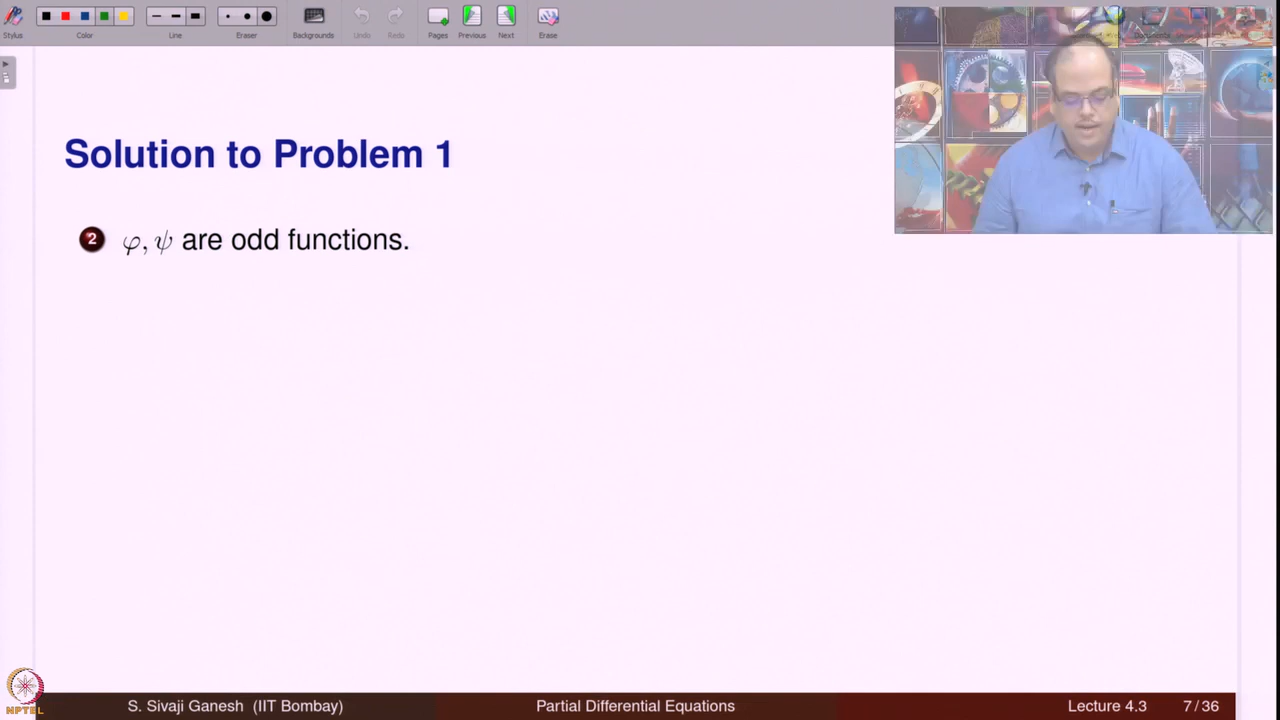 Stylus
Color
Line
Eraser
Backgrounds
Undo
Redo
Pages
Previous
Next
Erase
Solution to Problem 1
2 φ, ψ are odd functions.
NPTEL
S. Sivaji Ganesh (IIT Bombay)
Partial Differential Equations
Lecture 4.3
7/36